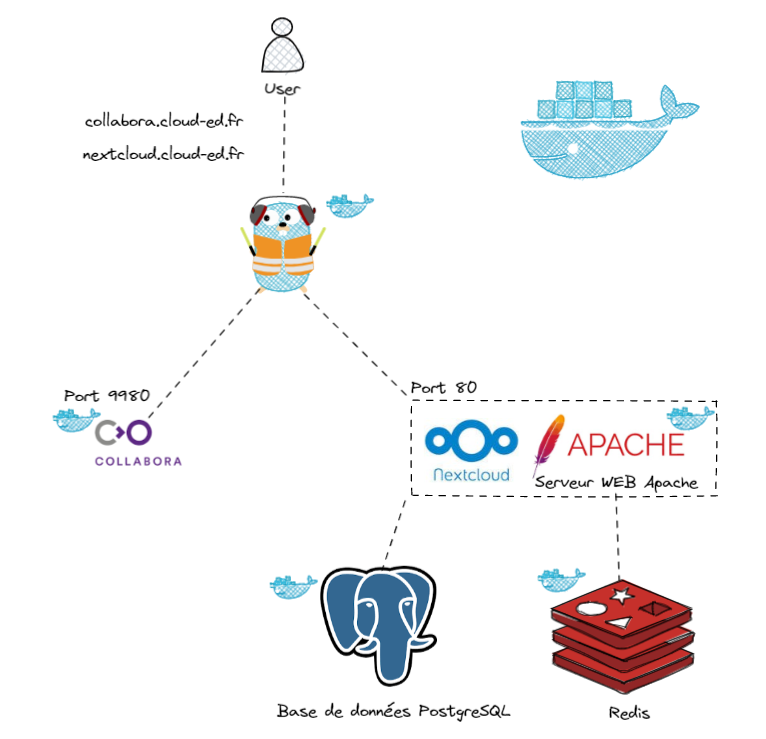 User
collabora.cloud-ed.fr
nextcloud.cloud-ed.fr
Port 9980
COLLABORA
Port 80
Nextcloud
APACHE
Serveur WEB Apache
Base de données PostgreSQL
Redis